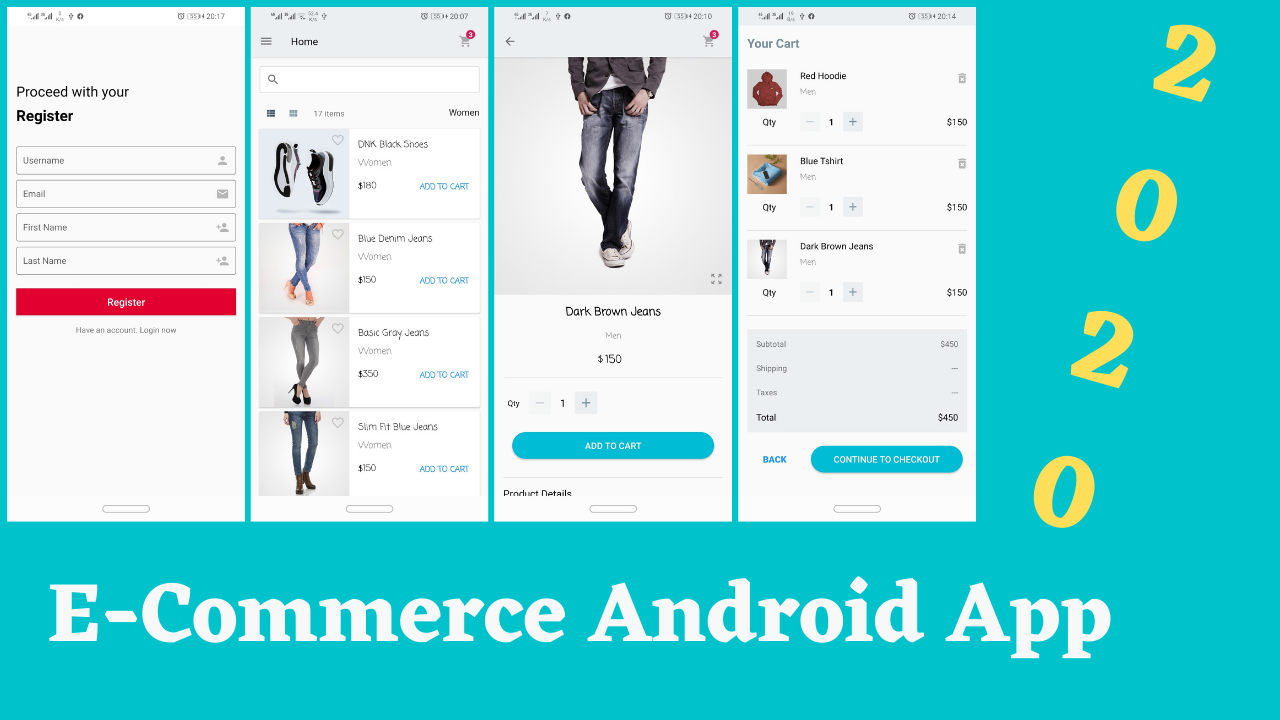 20:17
Proceed with your
Register
Username
Email
First Name
Last Name
Register
Have an account. Login now
20:07
Home
3
17 items
Women
DNK Black Shoes
Women
$180
ADD TO CART
Blue Denim Jeans
Women
$150
ADD TO CART
Basic Gray Jeans
Women
$350
ADD TO CART
Slim Fit Blue Jeans
Women
$150
ADD TO CART
20:10
3
Dark Brown Jeans
Men
$150
Qty
1
ADD TO CART
Product Details
20:14
Your Cart
Red Hoodie
Men
Qty
1
$150
Blue Tshirt
Men
Qty
1
$150
Dark Brown Jeans
Men
Qty
1
$150
Subtotal $450
Shipping ---
Taxes ---
Total $450
BACK
CONTINUE TO CHECKOUT
2
0
2
0
E-Commerce Android App